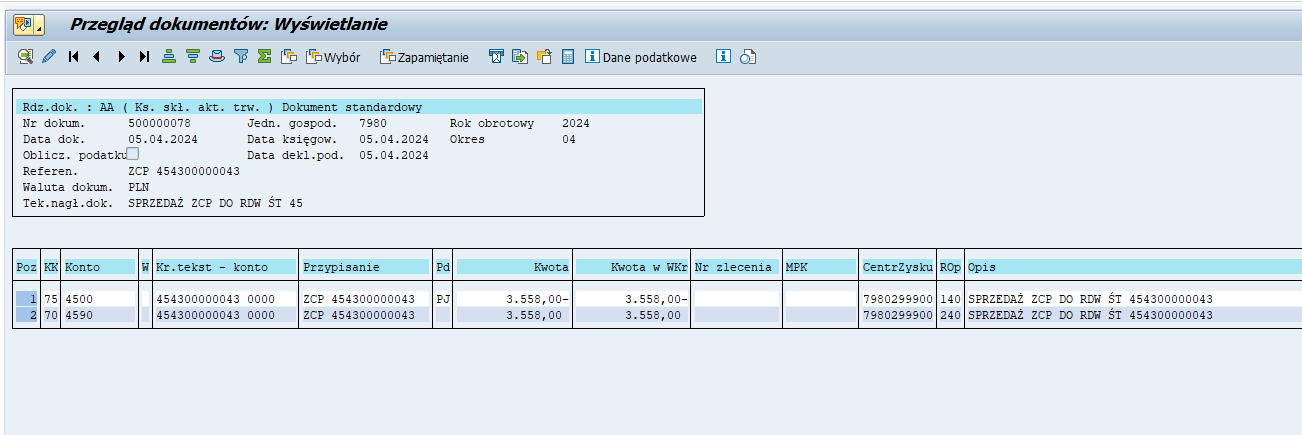 Przegląd dokumentów: Wyświetlanie
Wybór Zapamiętanie Dane podatkowe
Rdz.dok. : AA ( Ks. skł. akt. trw. ) Dokument standardowy
Nr dokum. 500000078 Jedn. gospod. 7980 Rok obrotowy 2024
Data dok. 05.04.2024 Data księgow. 05.04.2024 Okres 04
Oblicz. podatku Data dekl.pod. 05.04.2024
Referen. ZCP 454300000043
Waluta dokum. PLN
Tek.nagł.dok. SPRZEDAŻ ZCP DO RDW ŚT 45
Poz KK Konto W Kr.tekst - konto Przypisanie Pd Kwota Kwota w WKr Nr zlecenia MPK CentrZysku ROp Opis
1 75 4500 454300000043 0000 ZCP 454300000043 PJ 3.558,00- 3.558,00- 7980299900 140 SPRZEDAŻ ZCP DO RDW ŚT 454300000043
2 70 4590 454300000043 0000 ZCP 454300000043 3.558,00 3.558,00 7980299900 240 SPRZEDAŻ ZCP DO RDW ŚT 454300000043